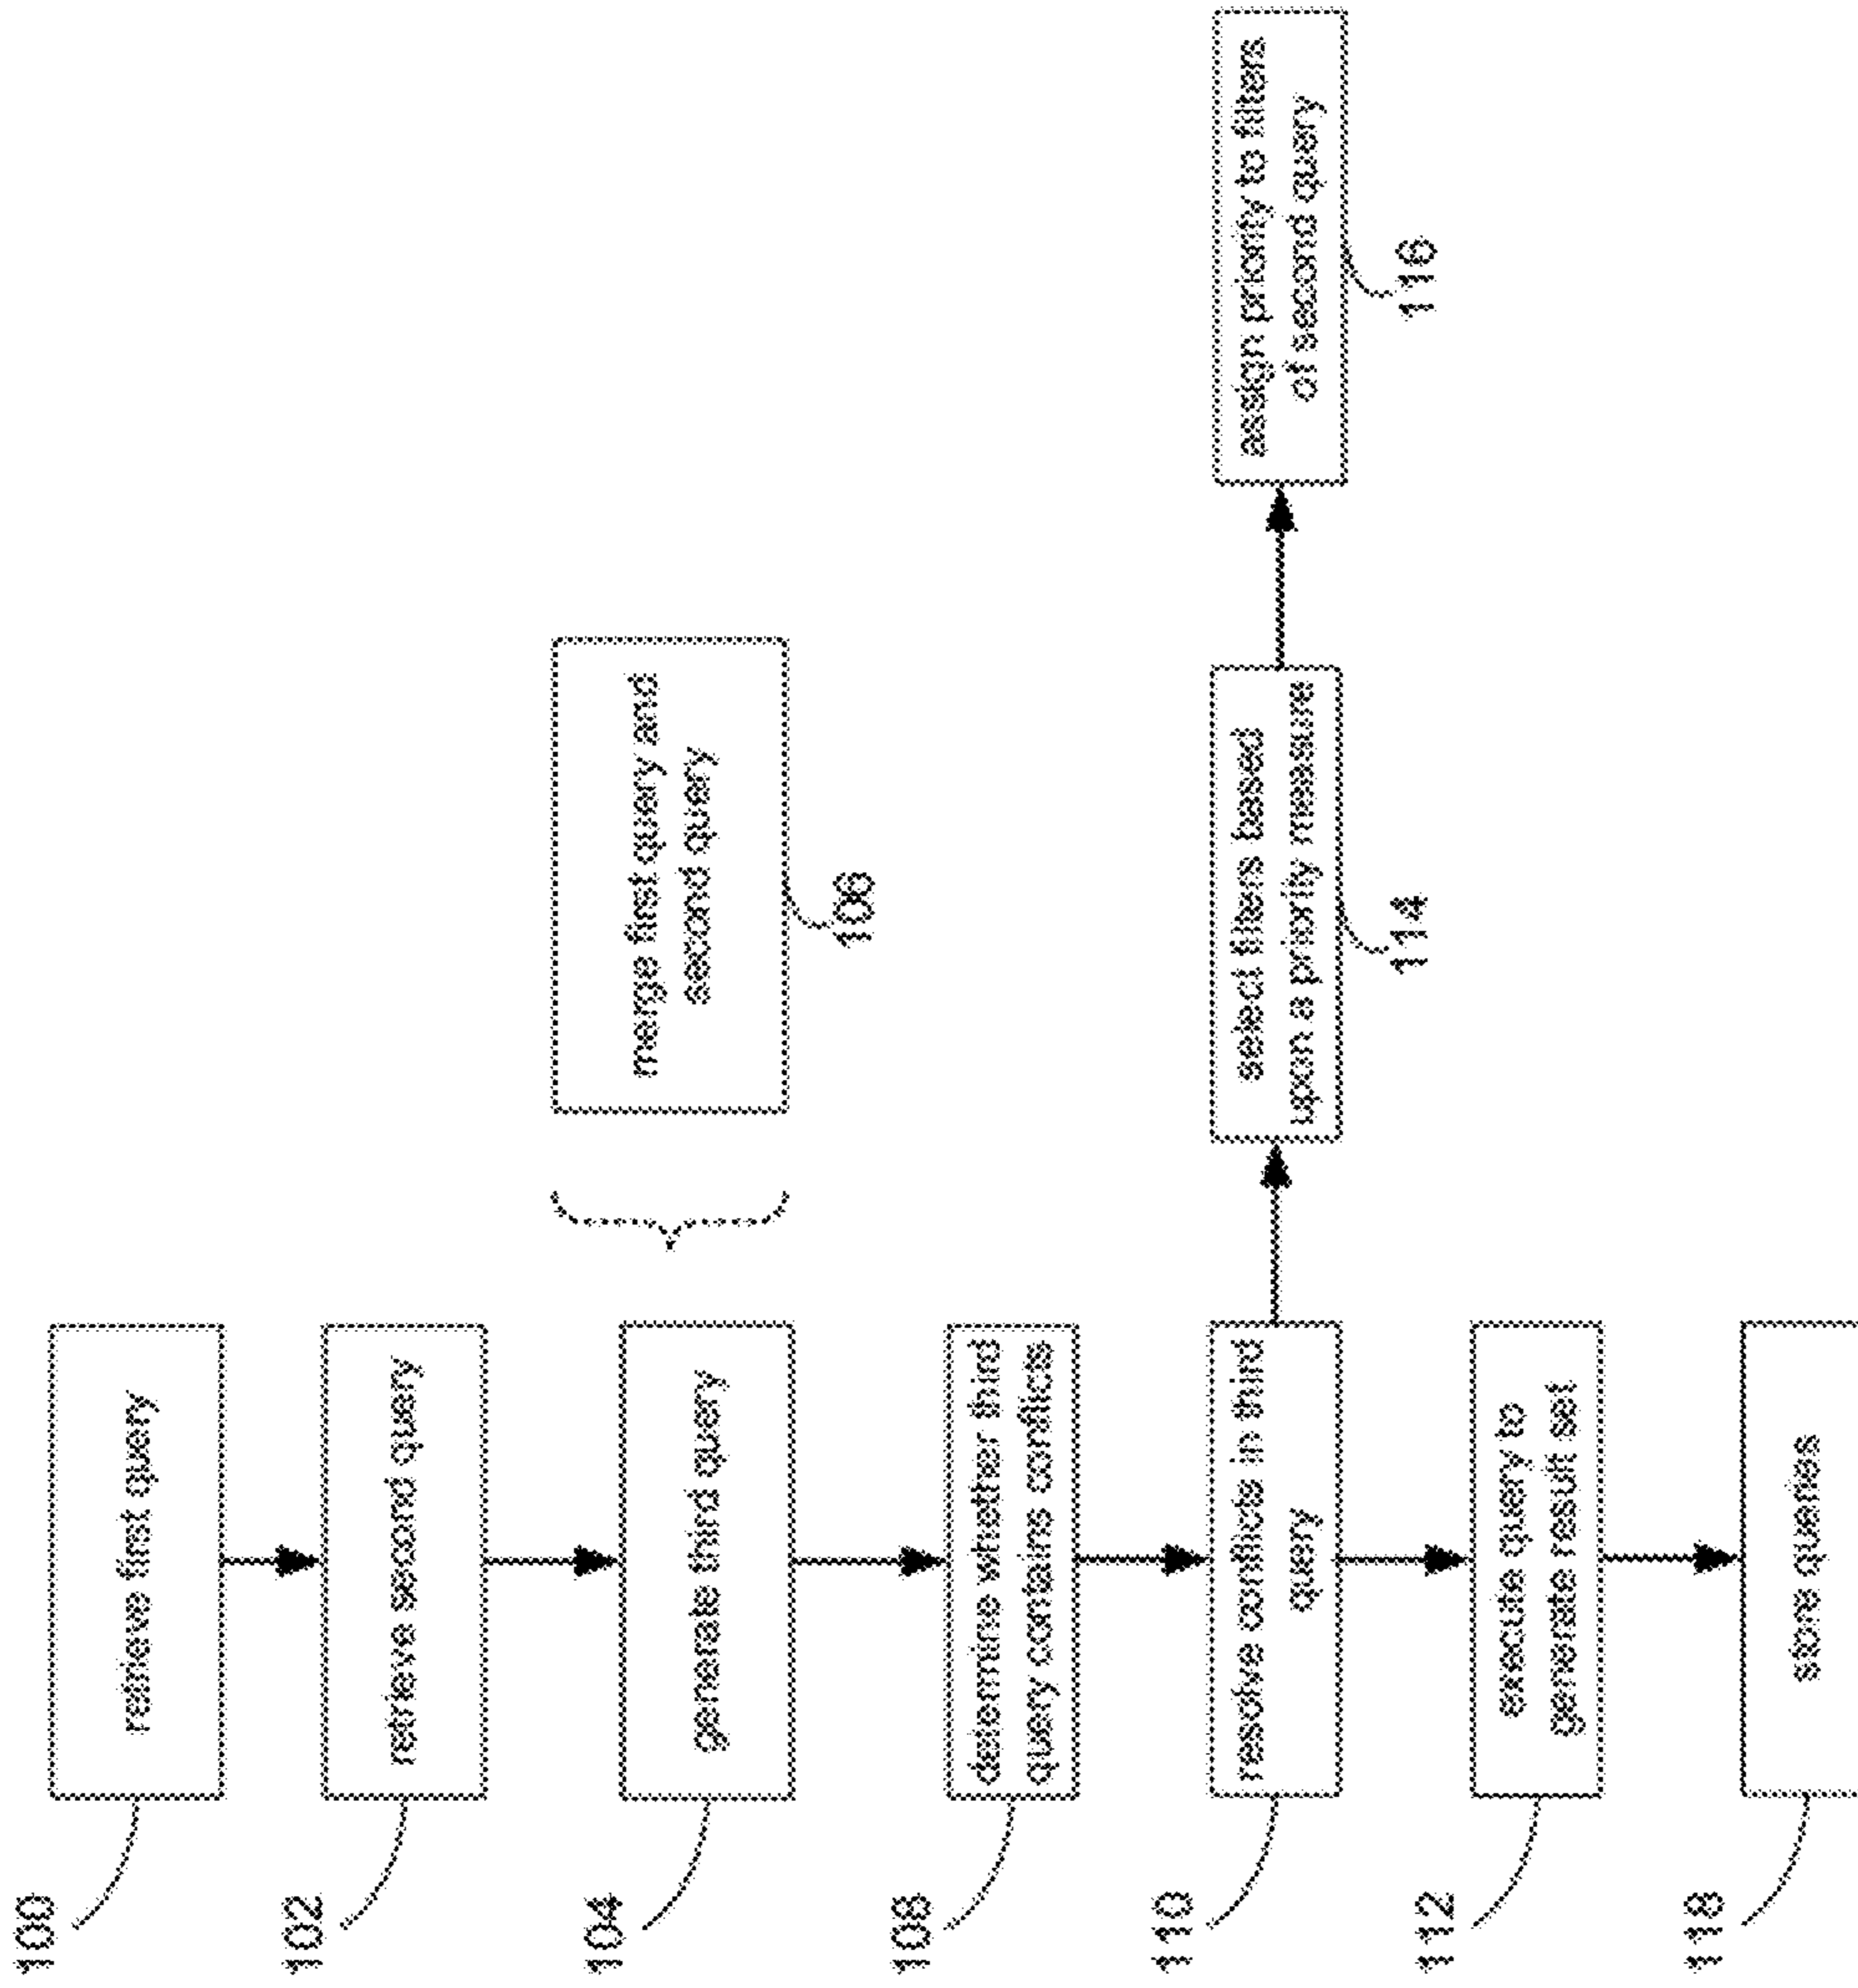 100
retrieve first query
102
retrieve second query
104
generate third query
merge first query and
second query
106
108
determine whether third
query contains conflicts
110
resolve conflicts in third
query
select filters based
upon a priority measure
114
assign priority to filters
of second query
116
112
execute query to
generate result set
118
store queries